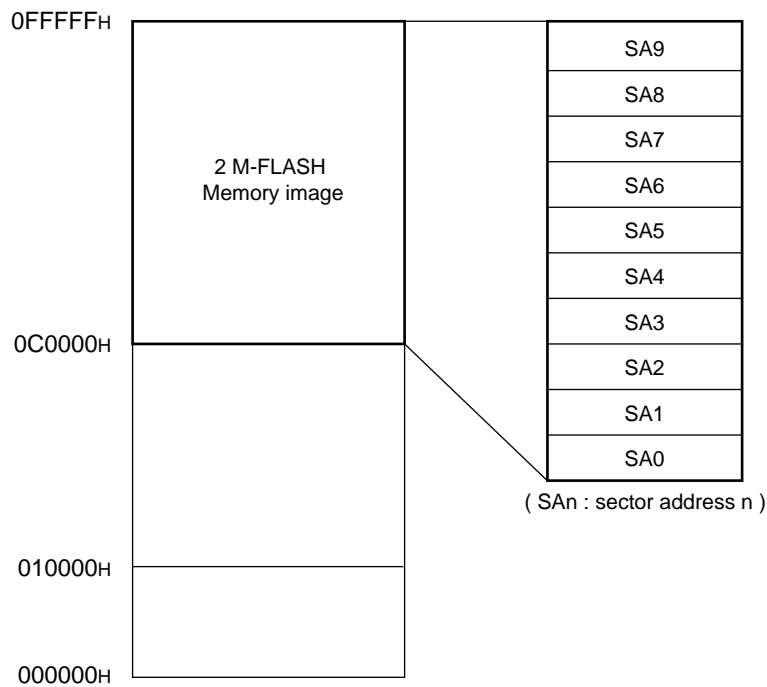 0FFFFFH
2 M-FLASH
Memory image
0C0000H
010000H
000000H
SA9
SA8
SA7
SA6
SA5
SA4
SA3
SA2
SA1
SA0
( SAn : sector address n )